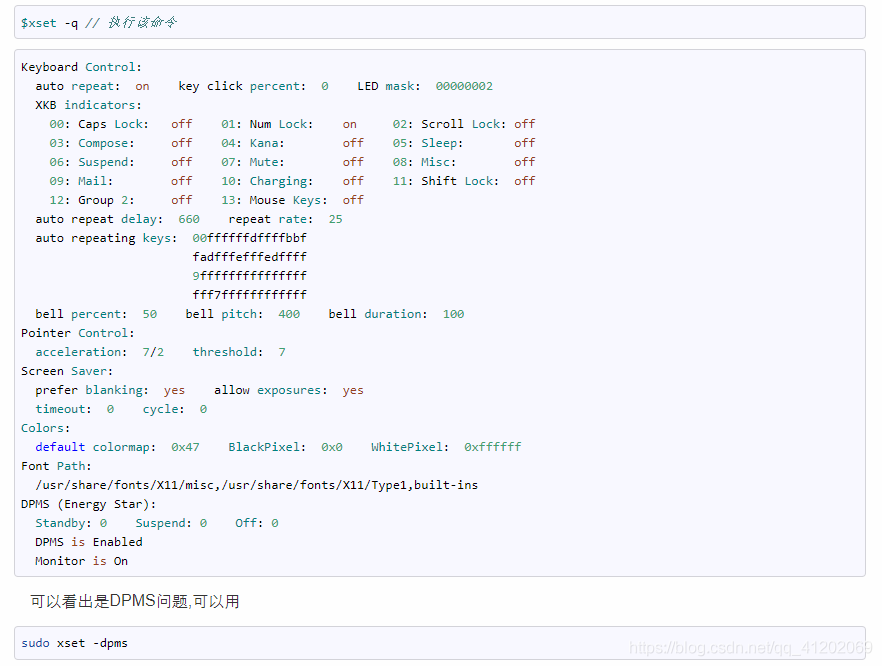 $xset -q // 执行该命令
Keyboard Control:
auto repeat: on key click percent: 0 LED mask: 00000002
XKB indicators:
00: Caps Lock: off 01: Num Lock: on 02: Scroll Lock: off
03: Compose: off 04: Kana: off 05: Sleep: off
06: Suspend: off 07: Mute: off 08: Misc: off
09: Mail: off 10: Charging: off 11: Shift Lock: off
12: Group 2: off 13: Mouse Keys: off
auto repeat delay: 660 repeat rate: 25
auto repeating keys: 00ffffffdffffbbf
fadfffefffedffff
9fffffffffffffff
fff7ffffffffffff
bell percent: 50 bell pitch: 400 bell duration: 100
Pointer Control:
acceleration: 7/2 threshold: 7
Screen Saver:
prefer blanking: yes allow exposures: yes
timeout: 0 cycle: 0
Colors:
default colormap: 0x47 BlackPixel: 0x0 WhitePixel: 0xffffff
Font Path:
/usr/share/fonts/X11/misc,/usr/share/fonts/X11/Type1,built-ins
DPMS (Energy Star):
Standby: 0 Suspend: 0 Off: 0
DPMS is Enabled
Monitor is On
可以看出是DPMS问题,可以用
sudo xset -dpms
https://blog.csdn.net/qq_41202069